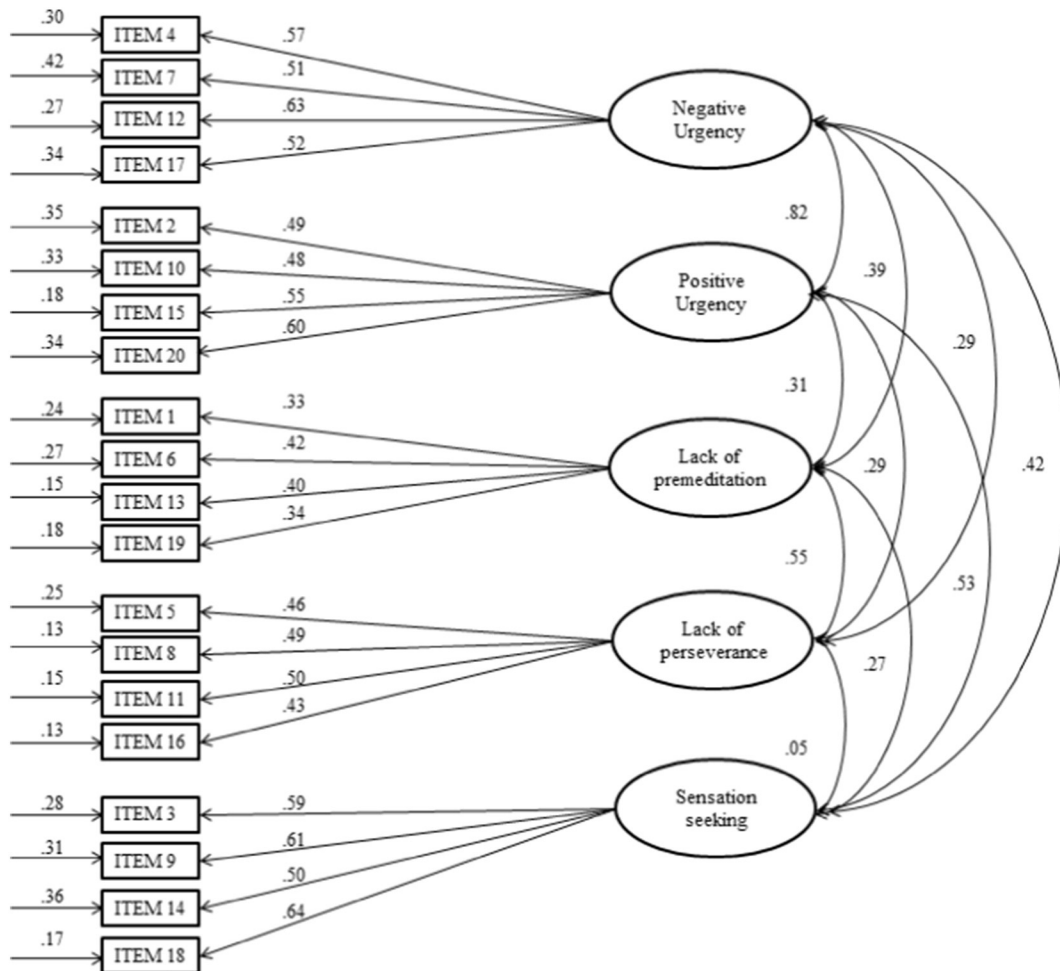 .30
ITEM 4
.57
.42
ITEM 7
.51
.27
ITEM 12
.63
.34
ITEM 17
.52
Negative
Urgency
.82
.35
ITEM 2
.49
.33
ITEM 10
.48
.18
ITEM 15
.55
.34
ITEM 20
.60
Positive
Urgency
.39
.29
.31
.24
ITEM 1
.33
.27
ITEM 6
.42
.15
ITEM 13
.40
.18
ITEM 19
.34
Lack of
premeditation
.29
.42
.55
.53
.25
ITEM 5
.46
.13
ITEM 8
.49
.15
ITEM 11
.50
.13
ITEM 16
.43
Lack of
perseverance
.27
.05
.28
ITEM 3
.59
.31
ITEM 9
.61
.36
ITEM 14
.50
.17
ITEM 18
.64
Sensation
seeking